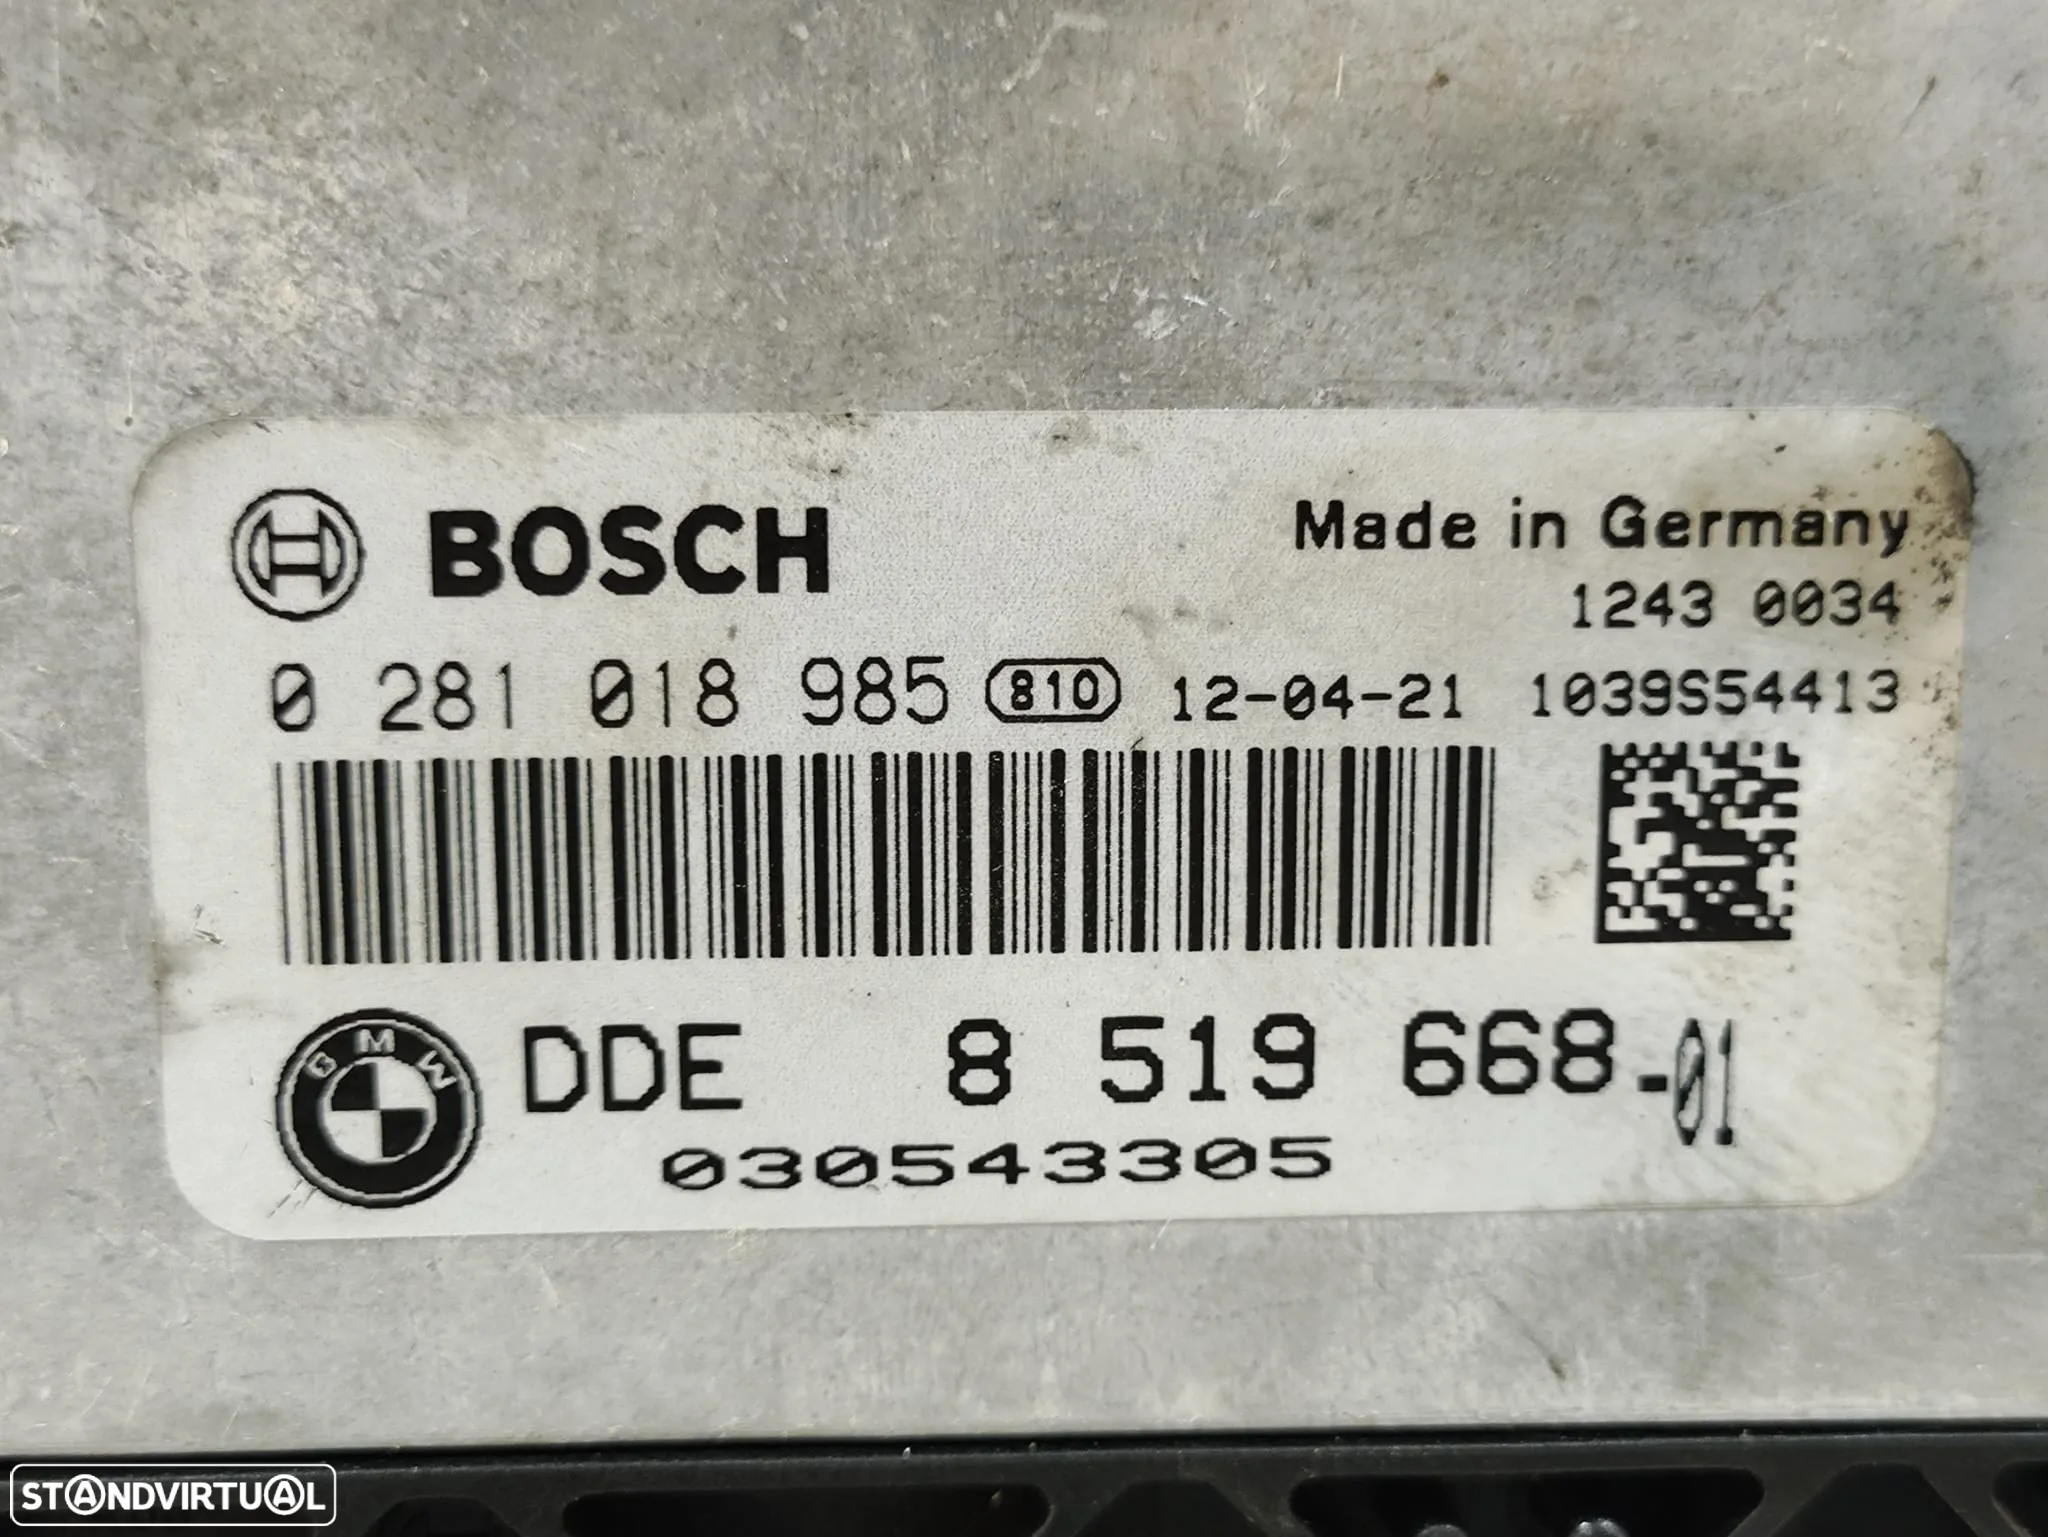 BOSCH
Made in Germany
1243 0034
0 281 018 985 810 12-04-21 1039S54413
BMW
DDE 8 519 668-01
030543305
STANDVIRTUAL